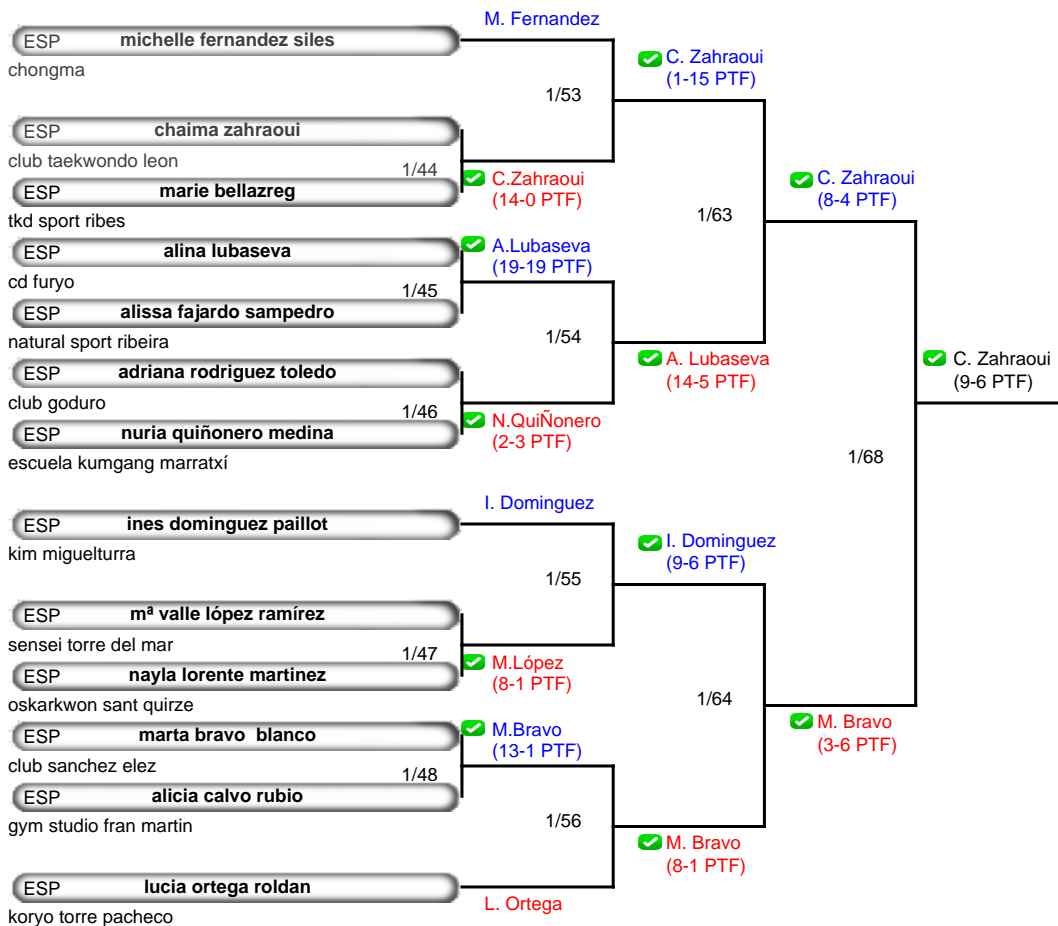 M. Fernandez
ESP michelle fernandez siles
chongma
C. Zahraoui
(1-15 PTF)
1/53
ESP chaima zahraoui
club taekwondo leon
1/44
ESP marie bellazreg
C.Zahraoui
(14-0 PTF)
C. Zahraoui
(8-4 PTF)
tkd sport ribes
1/63
ESP alina lubaseva
A.Lubaseva
(19-19 PTF)
cd furyo
1/45
ESP alissa fajardo sampedro
natural sport ribeira
1/54
A. Lubaseva
(14-5 PTF)
C. Zahraoui
(9-6 PTF)
ESP adriana rodriguez toledo
club goduro
1/46
ESP nuria quiñonero medina
N.QuiÑonero
(2-3 PTF)
escuela kumgang marratxí
1/68
I. Dominguez
ESP ines dominguez paillot
kim miguelturra
I. Dominguez
(9-6 PTF)
1/55
ESP mª valle lópez ramírez
sensei torre del mar
1/47
ESP nayla lorente martinez
M.López
(8-1 PTF)
oskarkwon sant quirze
1/64
ESP marta bravo blanco
M.Bravo
(13-1 PTF)
M. Bravo
(3-6 PTF)
club sanchez elez
1/48
ESP alicia calvo rubio
gym studio fran martin
1/56
M. Bravo
(8-1 PTF)
ESP lucia ortega roldan
L. Ortega
koryo torre pacheco